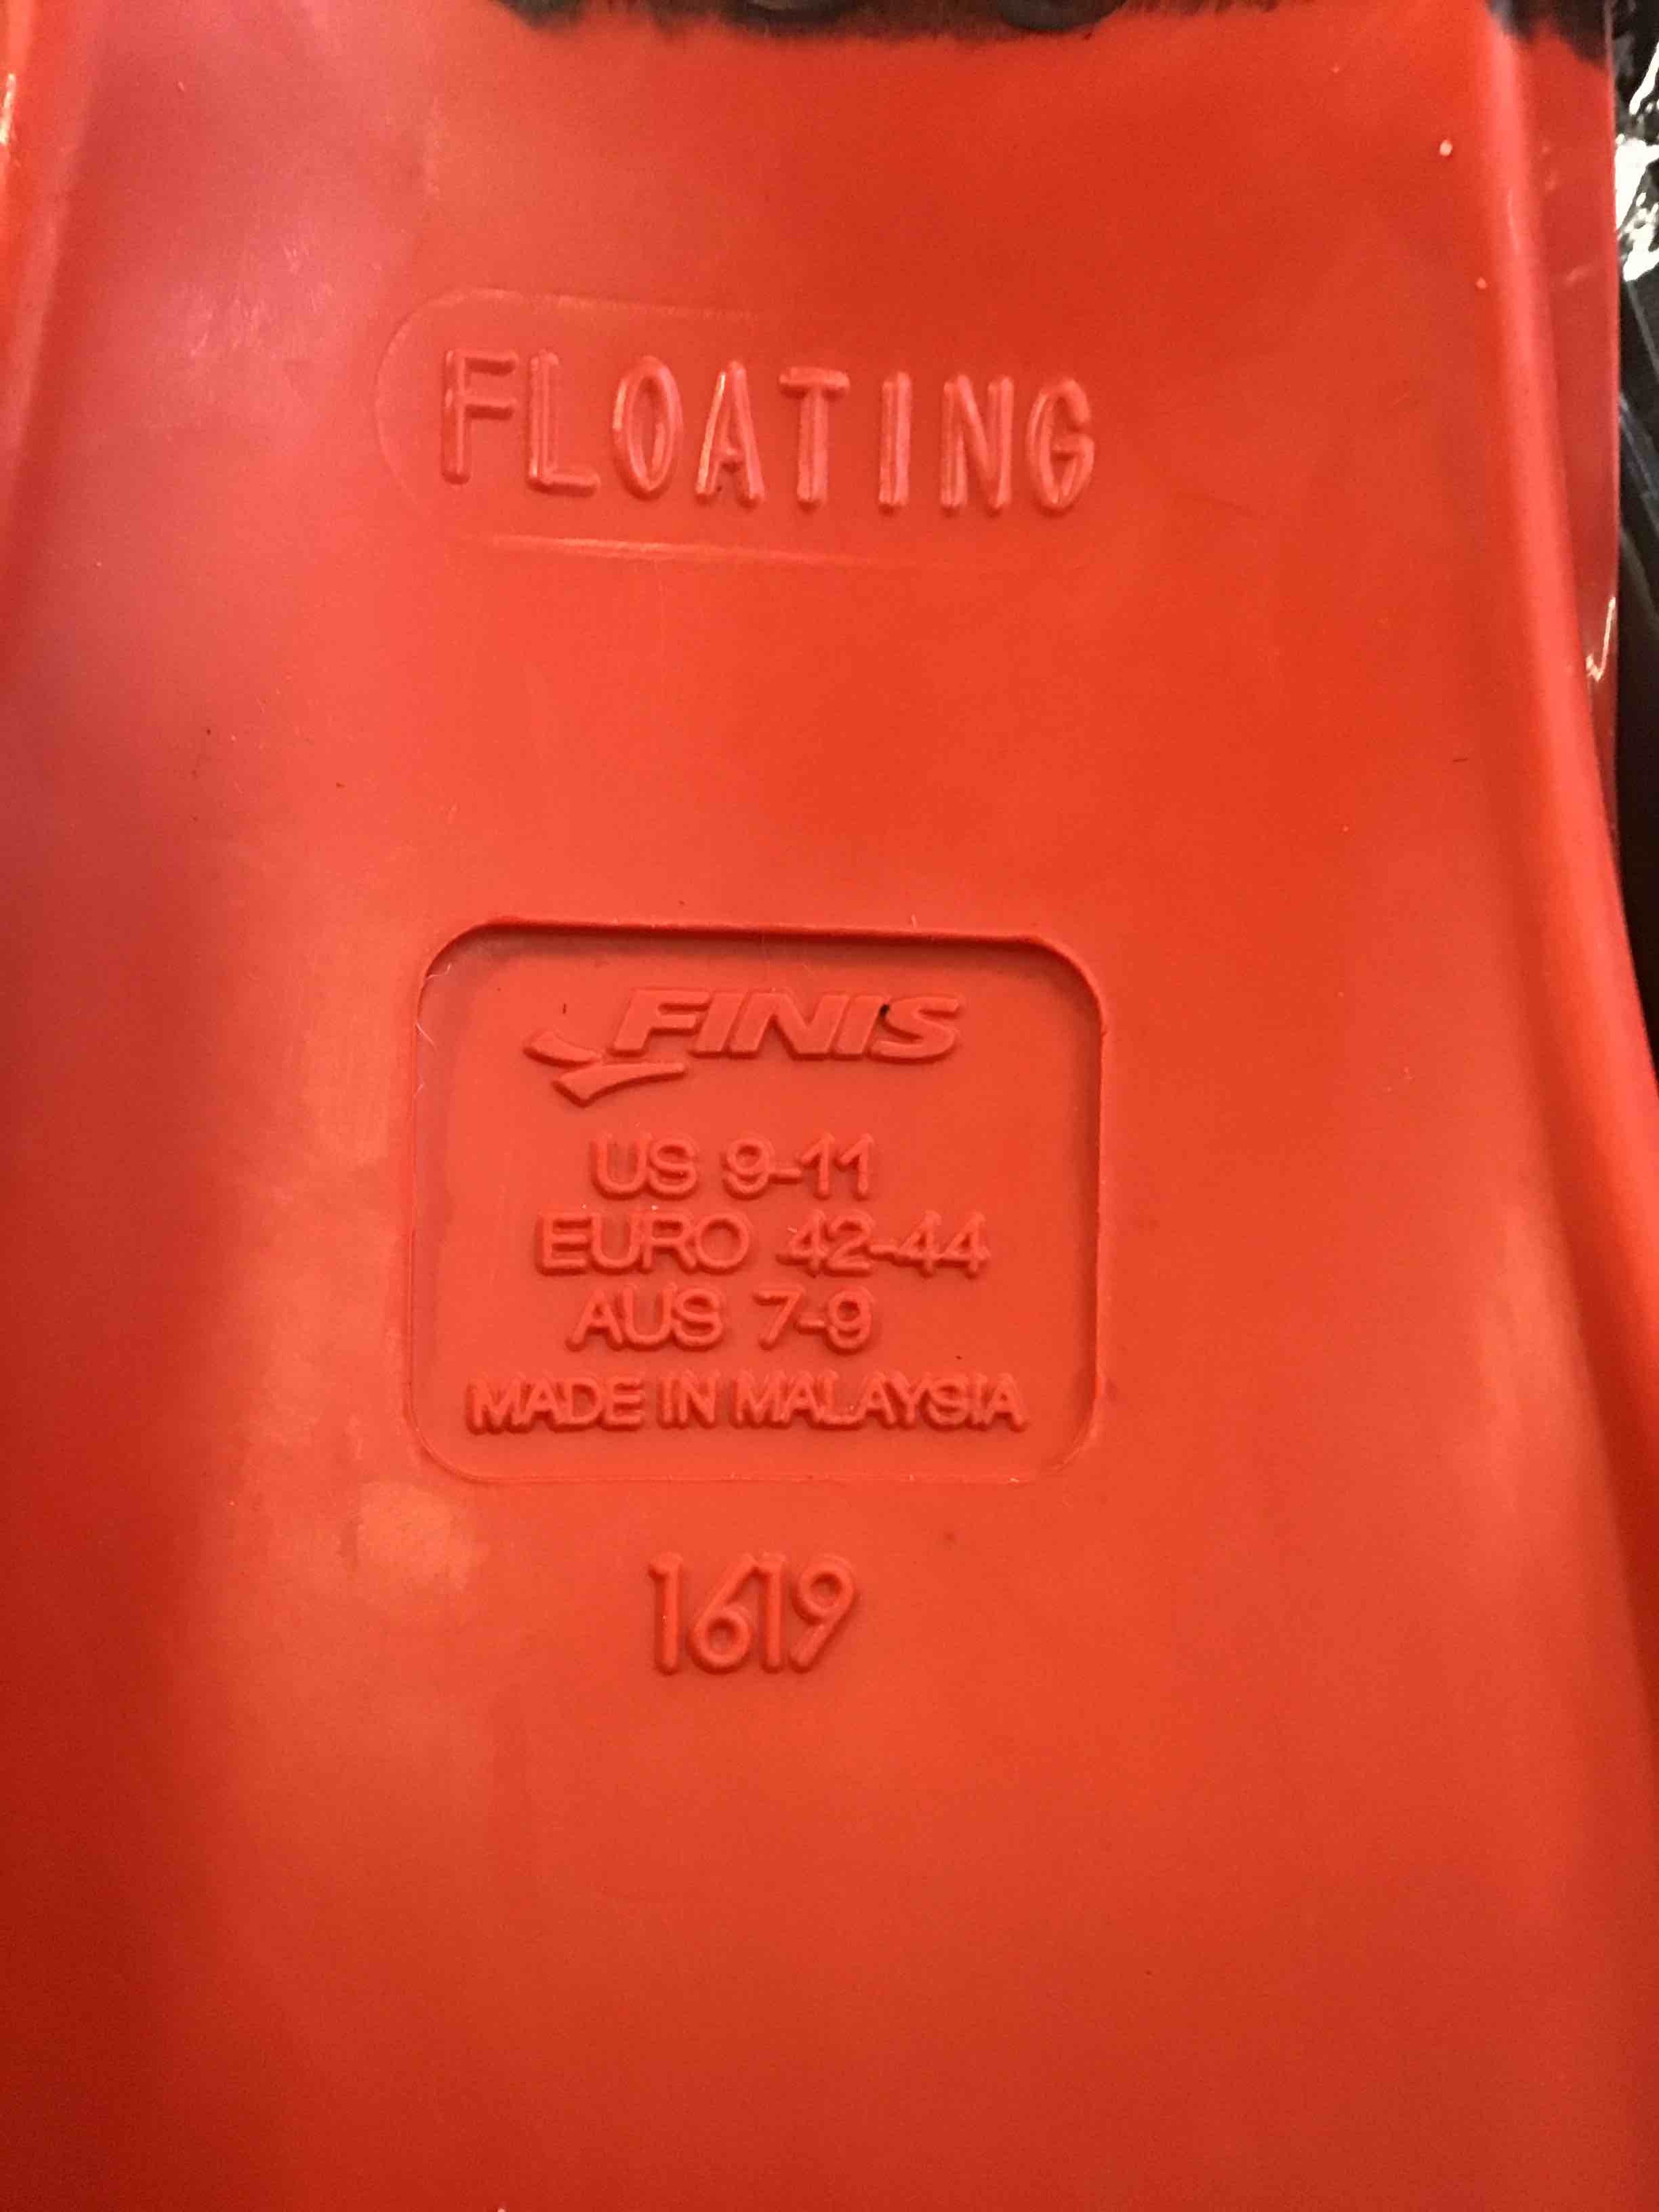 FLOATING
FINIS
US 9-11
EURO 42-44
AUS 7-9
MADE IN MALAYSIA
1619